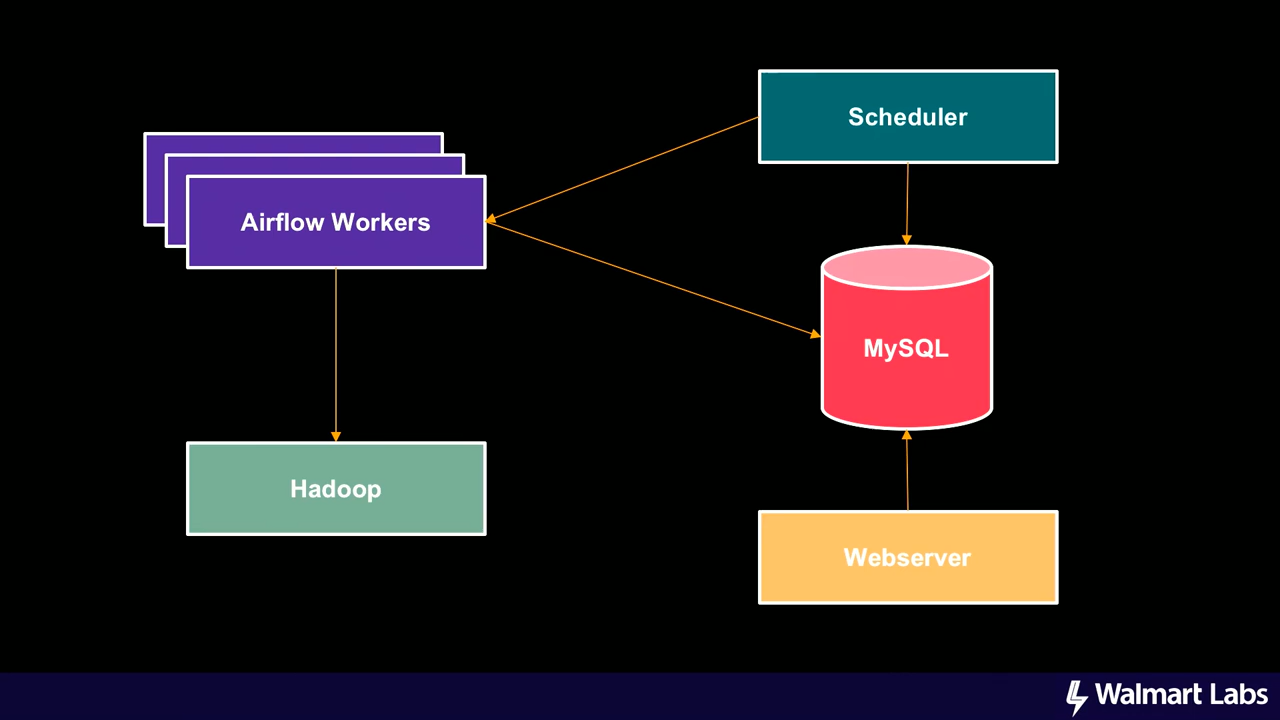 Scheduler
Airflow Workers
MySQL
Hadoop
Webserver
Walmart Labs